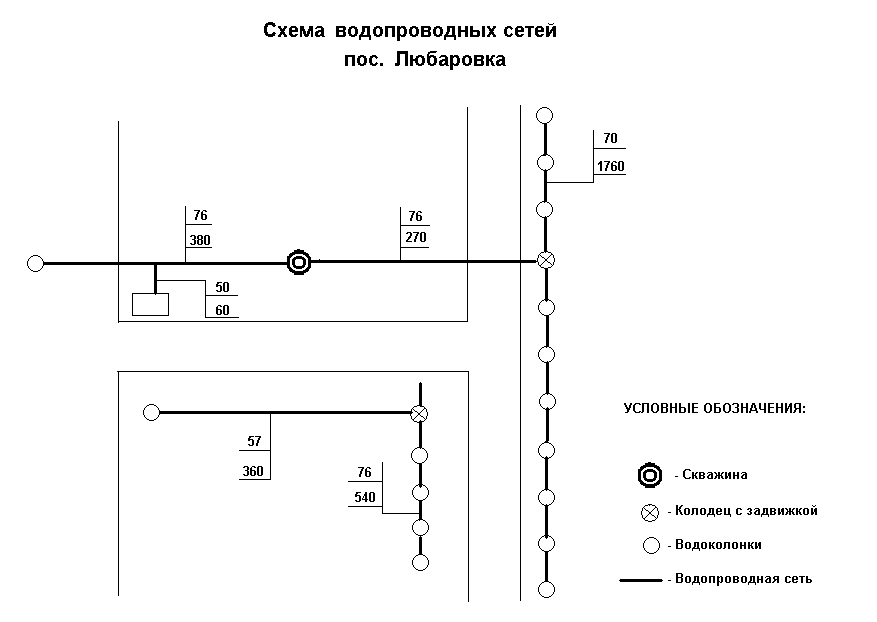 Схема водопроводных сетей
пос. Любаровка
70
1760
76
380
76
270
50
60
57
360
76
540
УСЛОВНЫЕ ОБОЗНАЧЕНИЯ:
- Скважина
- Колодец с задвижкой
- Водоколонки
- Водопроводная сеть